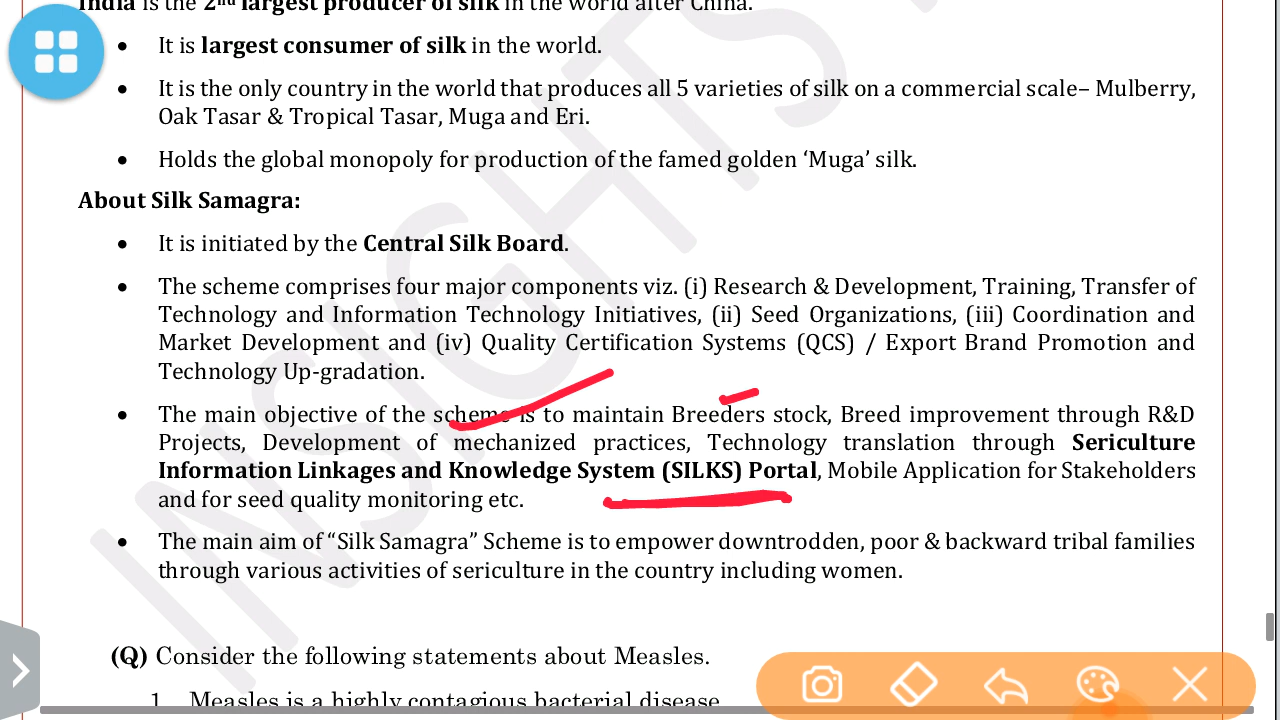 India is the 2nd largest producer of silk in the world after China.
• It is largest consumer of silk in the world.
• It is the only country in the world that produces all 5 varieties of silk on a commercial scale– Mulberry,
Oak Tasar & Tropical Tasar, Muga and Eri.
• Holds the global monopoly for production of the famed golden ‘Muga’ silk.
About Silk Samagra:
• It is initiated by the Central Silk Board.
• The scheme comprises four major components viz. (i) Research & Development, Training, Transfer of
Technology and Information Technology Initiatives, (ii) Seed Organizations, (iii) Coordination and
Market Development and (iv) Quality Certification Systems (QCS) / Export Brand Promotion and
Technology Up-gradation.
• The main objective of the scheme is to maintain Breeders stock, Breed improvement through R&D
Projects, Development of mechanized practices, Technology translation through Sericulture
Information Linkages and Knowledge System (SILKS) Portal, Mobile Application for Stakeholders
and for seed quality monitoring etc.
• The main aim of “Silk Samagra” Scheme is to empower downtrodden, poor & backward tribal families
through various activities of sericulture in the country including women.
(Q) Consider the following statements about Measles.
1. Measles is a highly contagious bacterial disease
INSIGHTS